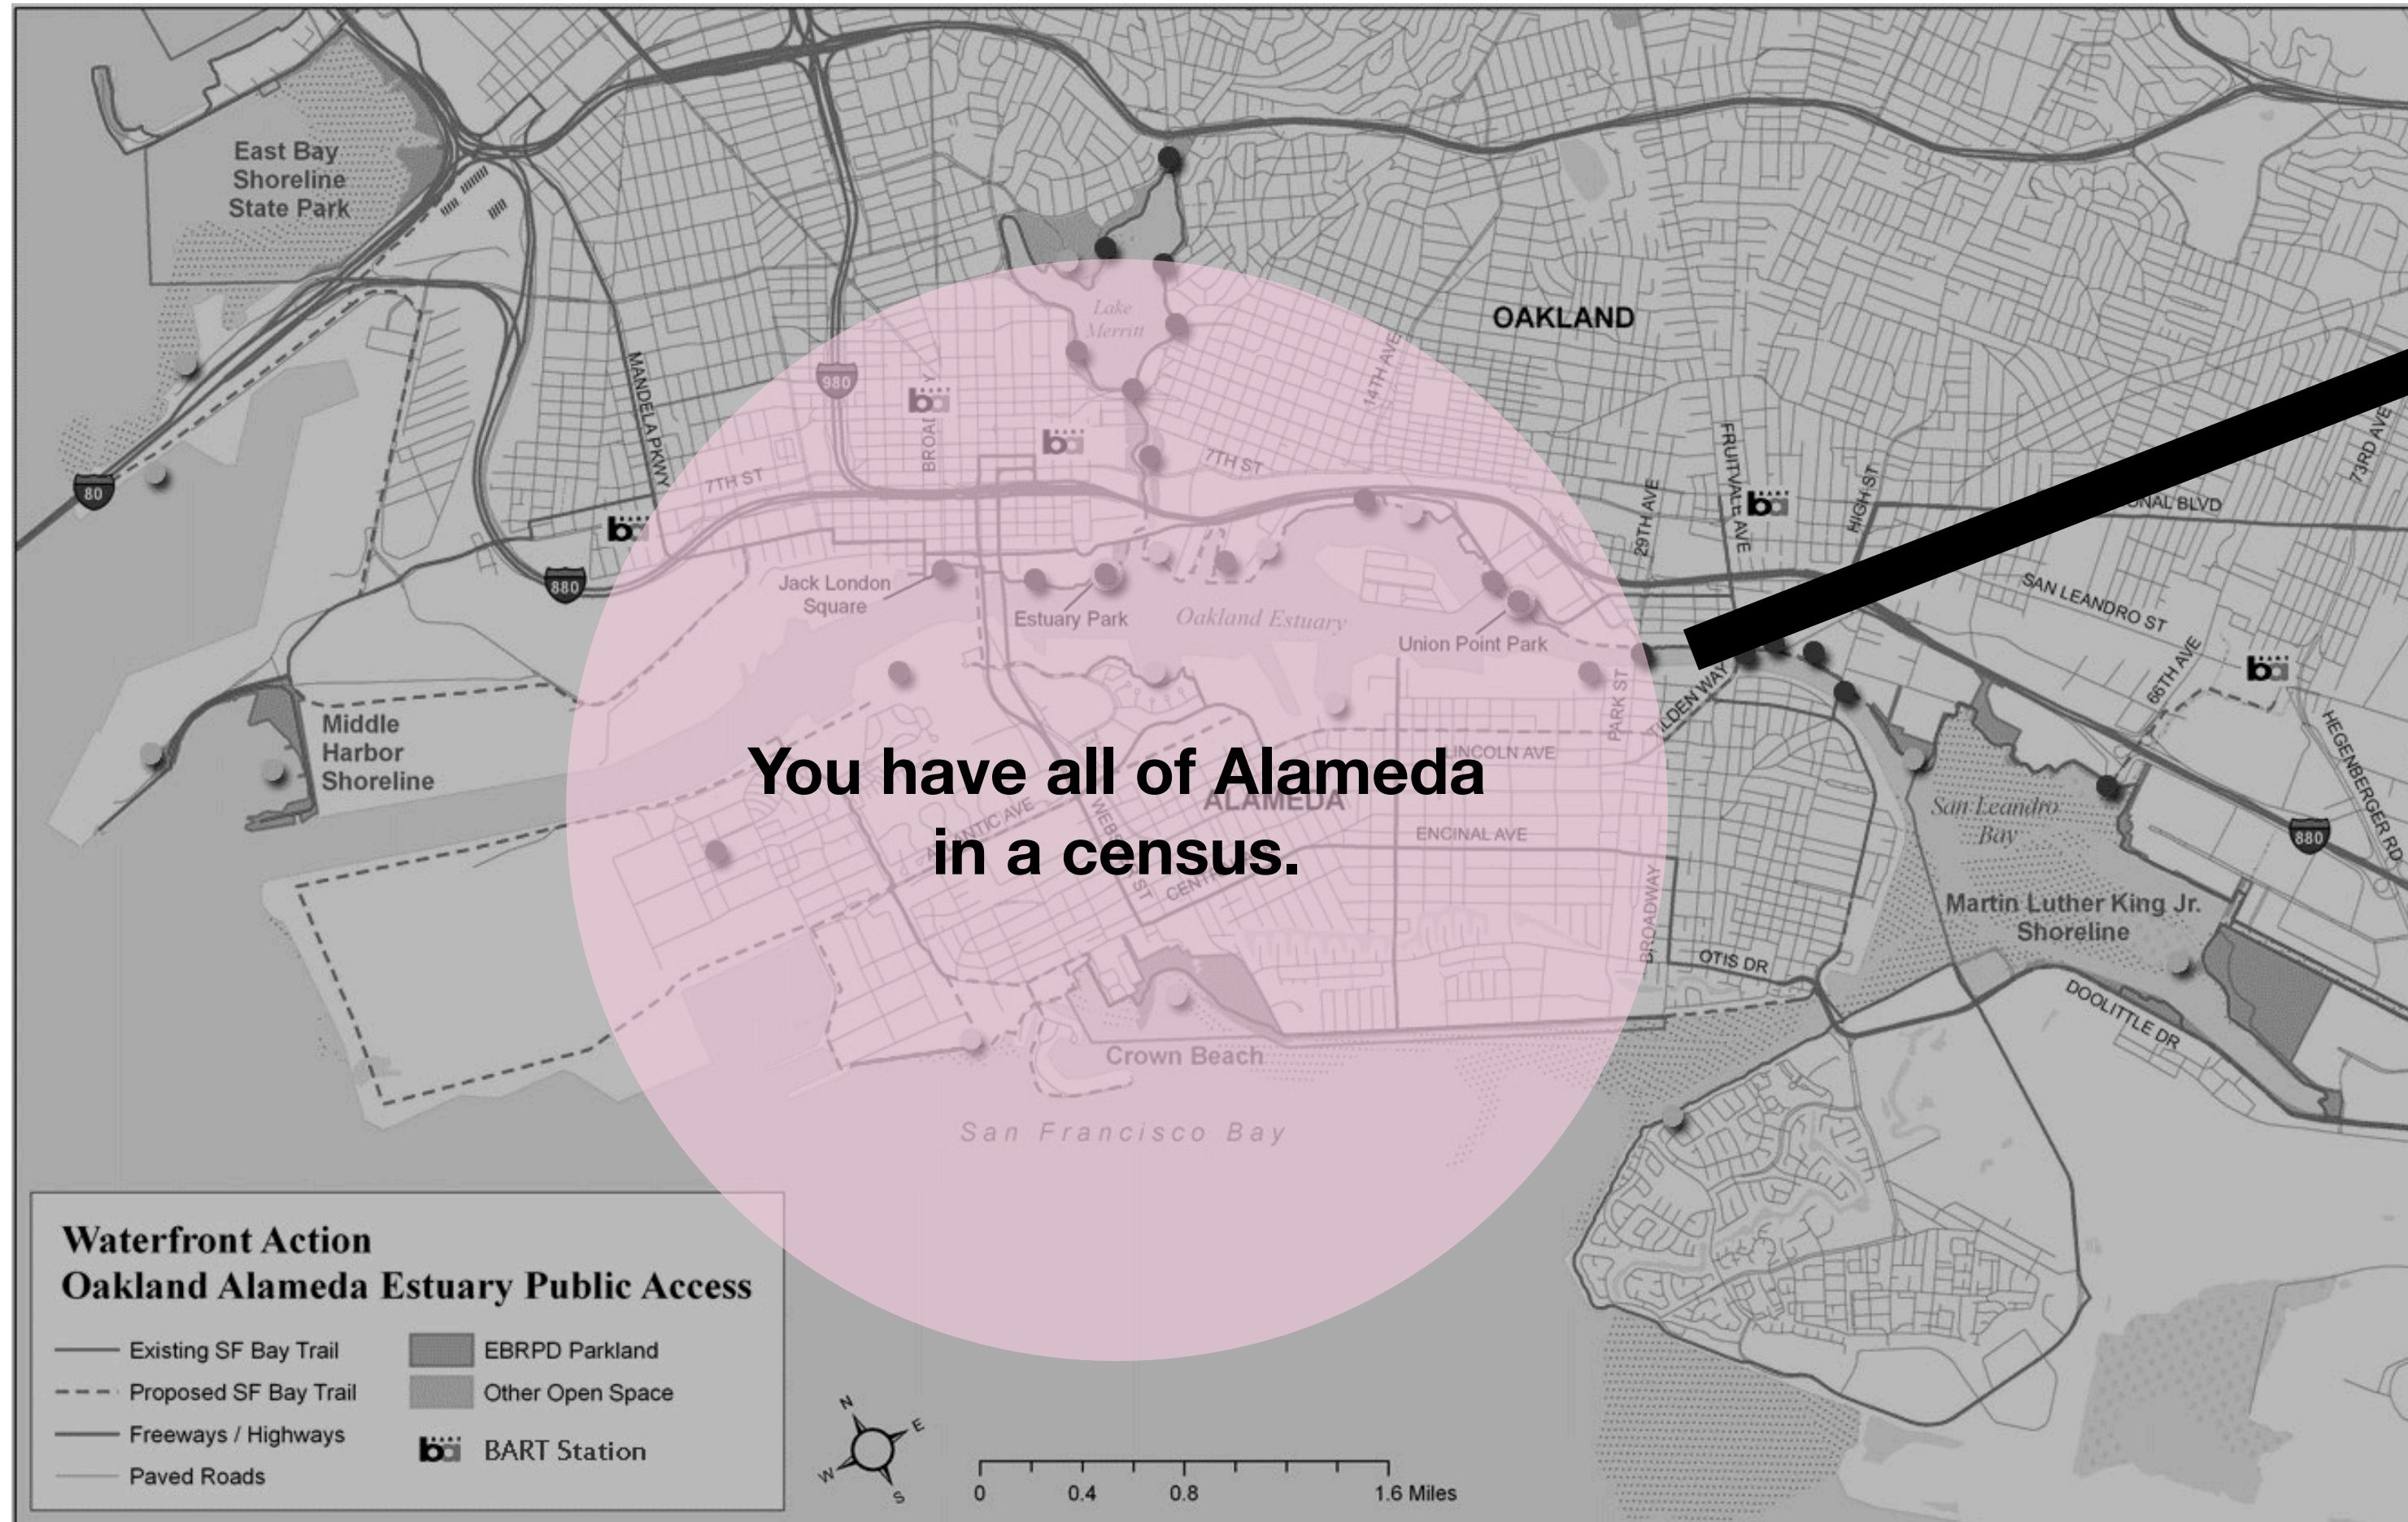 East Bay
Shoreline
State Park
OAKLAND
Lake
Merritt
14TH AVE
980
MANDELA PKWY
7TH ST
7TH ST
80
FRUITVALE AVE
29TH AVE
HIGH ST
73RD AVE
BLVD
880
Jack London
Square
Estuary Park
Oakland Estuary
Union Point Park
SAN LEANDRO ST
66TH AVE
HEGENBERGER RD
PARK ST
TILDEN WAY
Middle
Harbor
Shoreline
You have all of Alameda
in a census.
LINCOLN AVE
ALAMEDA
ENCINAL AVE
San Leandro
Bay
880
BROADWAY
OTIS DR
Martin Luther King Jr.
Shoreline
DOOLITTLE DR
Crown Beach
San Francisco Bay
Waterfront Action
Oakland Alameda Estuary Public Access
Existing SF Bay Trail
Proposed SF Bay Trail
Freeways / Highways
Paved Roads
EBRPD Parkland
Other Open Space
ba BART Station
N
E
W
S
0 0.4 0.8 1.6 Miles